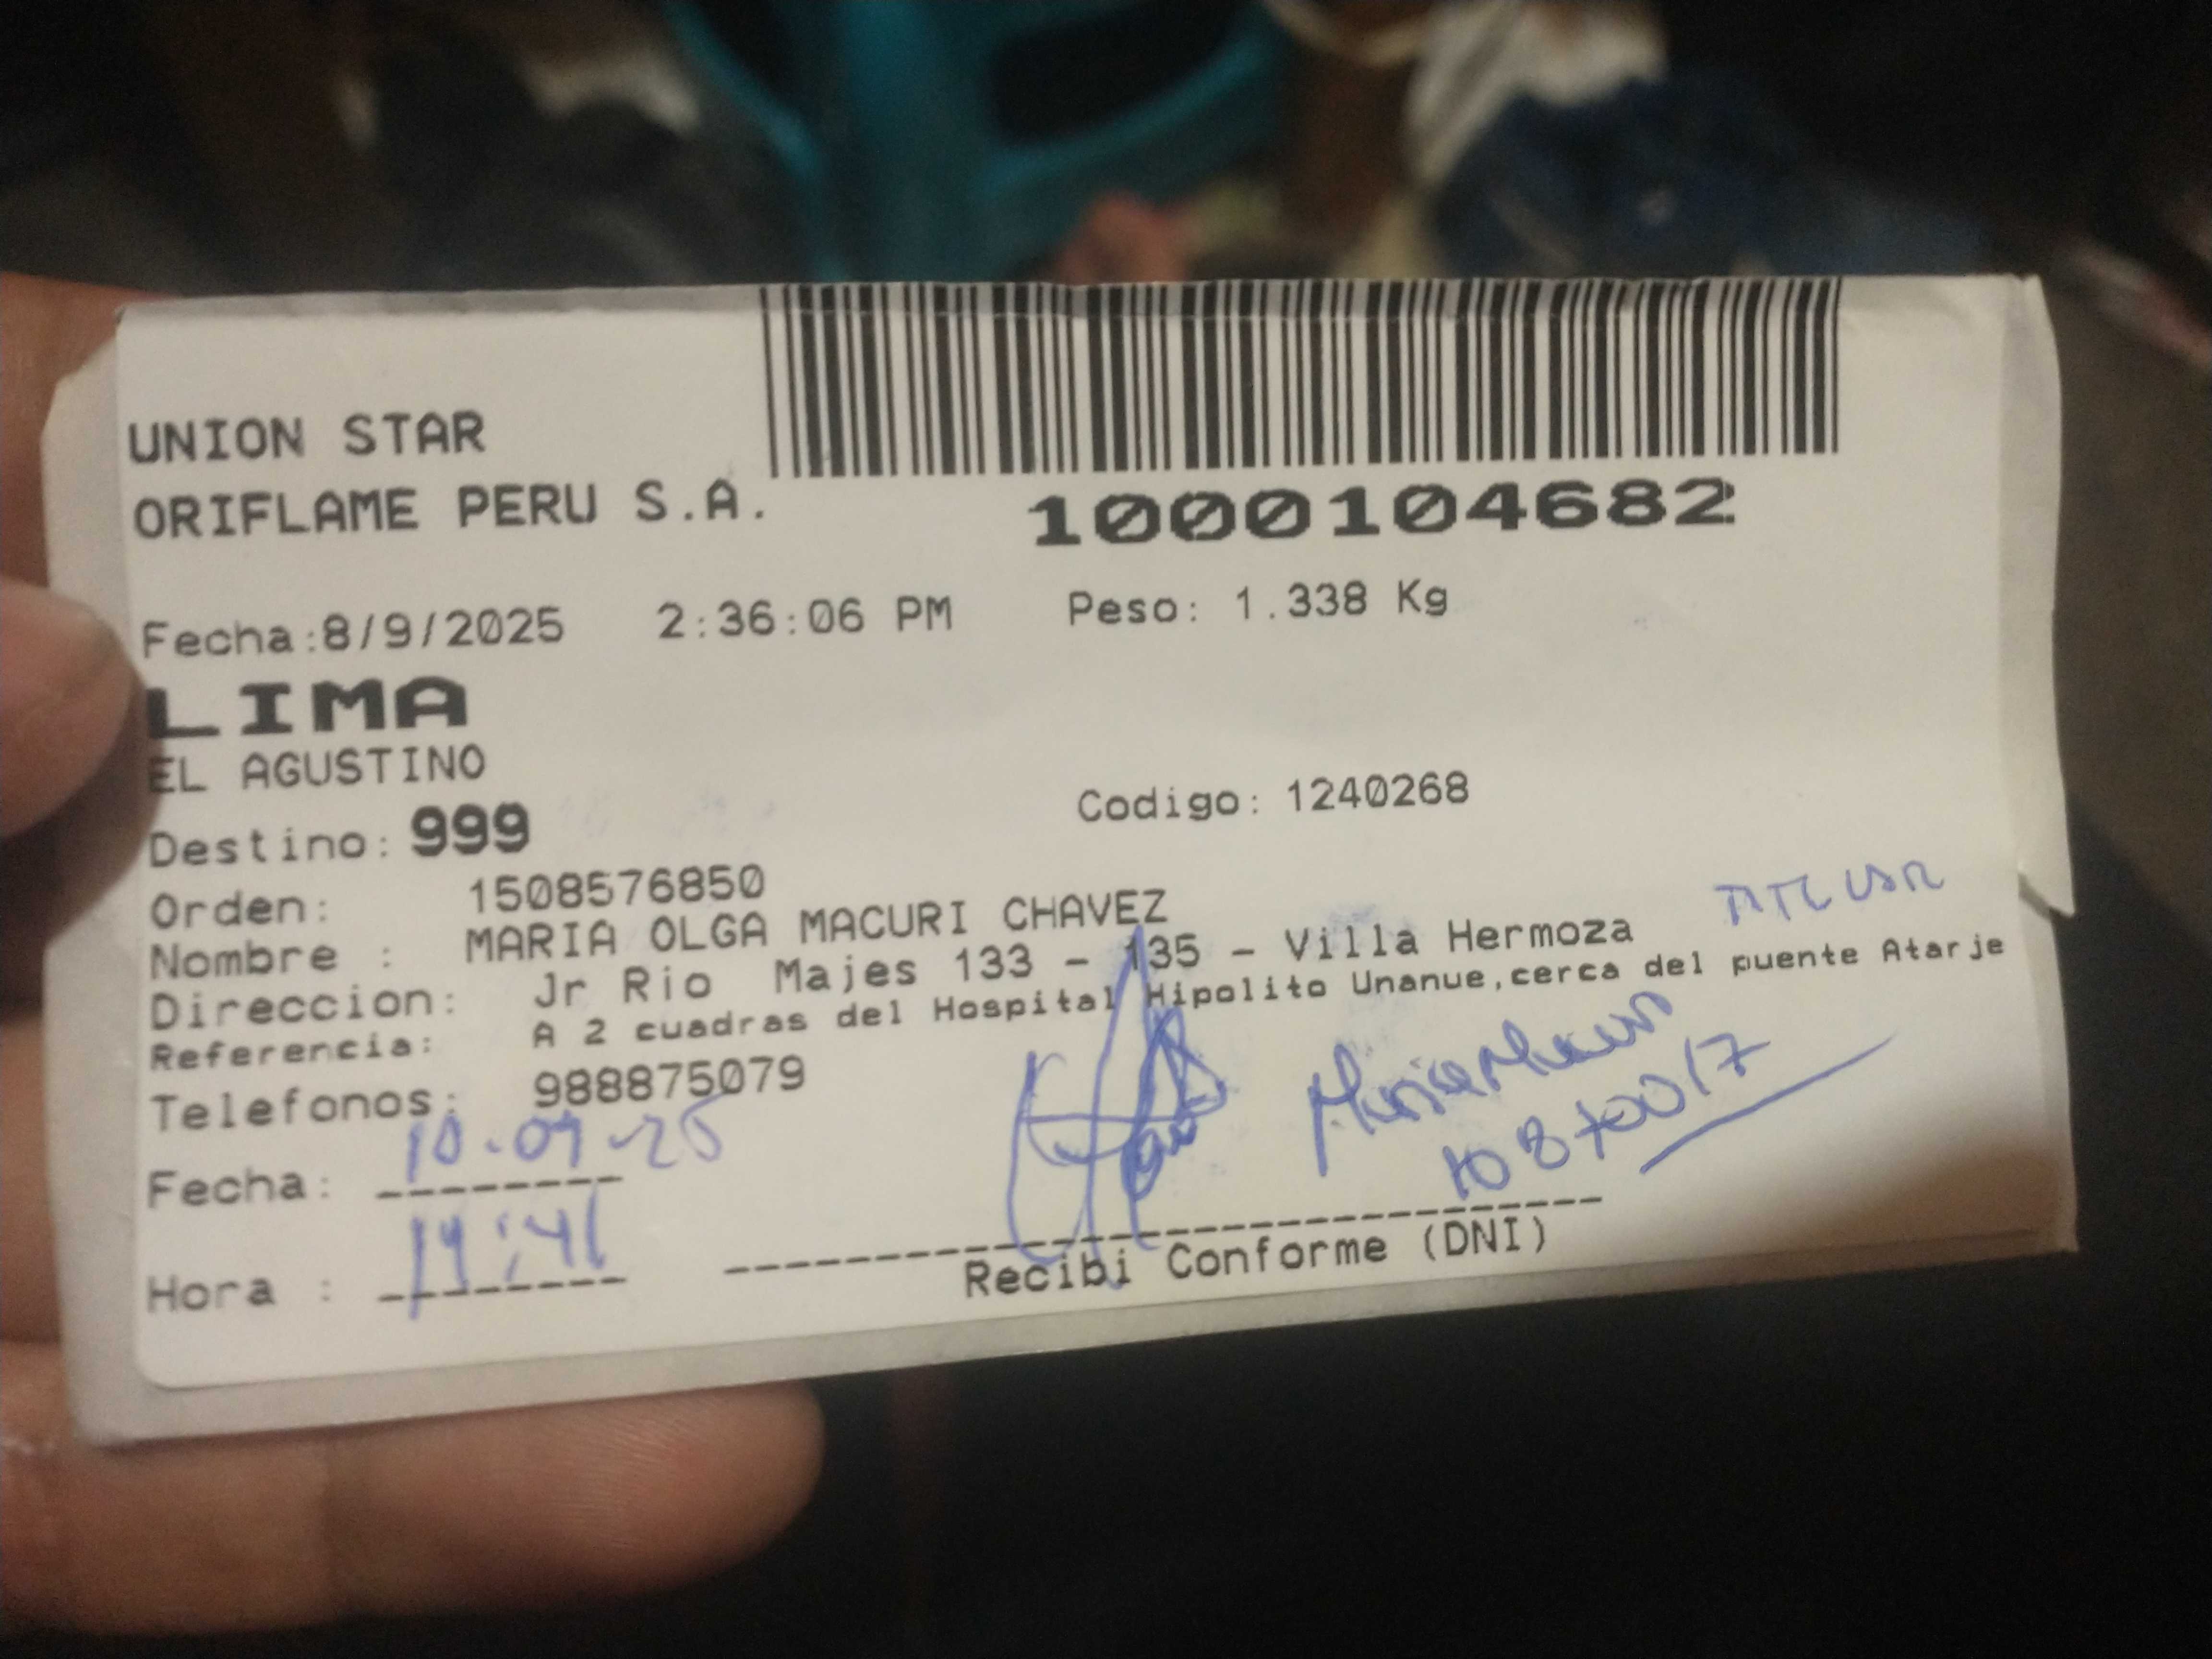 UNION STAR
ORIFLAME PERU S.A.
1000104682
Fecha:8/9/2025 2:36:06 PM Peso: 1.338 Kg
LIMA
EL AGUSTINO
Destino: 999 Codigo: 1240268
Orden: 1508576850
Nombre : MARIA OLGA MACURI CHAVEZ
Direccion: Jr Rio Majes 133 - 135 - Villa Hermoza
Referencia: A 2 cuadras del Hospital Hipolito Unanue,cerca del puente Atarje
Telefonos: 988875079
Fecha: 10-09-25
Hora : 14:41
Recibi Conforme (DNI)